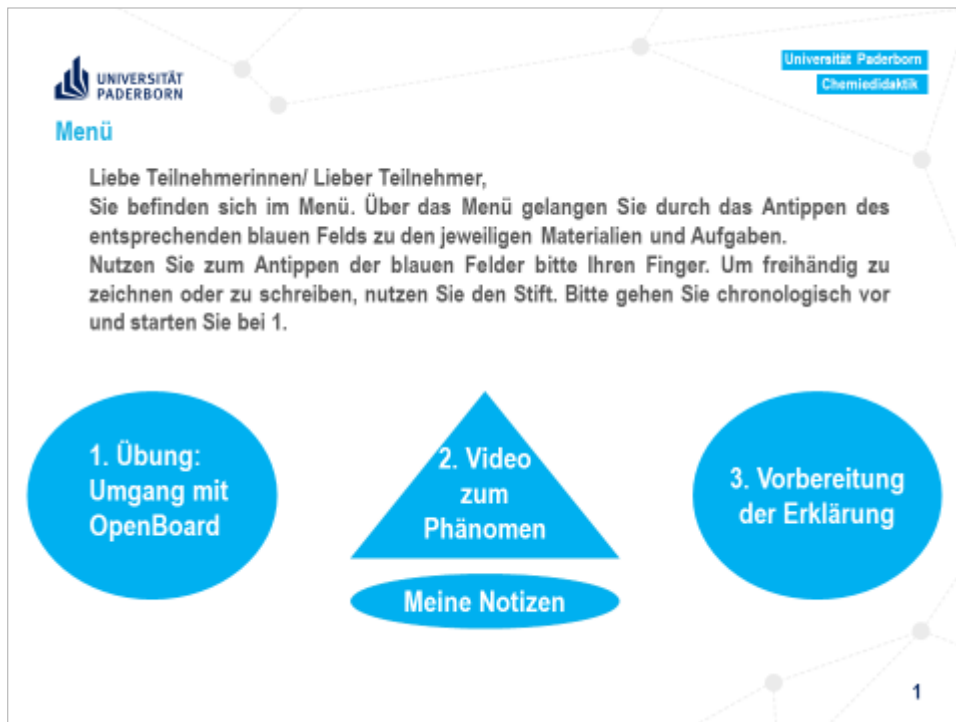 UNIVERSITÄT
PADERBORN
Universität Paderborn
Chemiedidaktik
Menü
Liebe Teilnehmerinnen/ Lieber Teilnehmer,
Sie befinden sich im Menü. Über das Menü gelangen Sie durch das Antippen des
entsprechenden blauen Felds zu den jeweiligen Materialien und Aufgaben.
Nutzen Sie zum Antippen der blauen Felder bitte Ihren Finger. Um freihändig zu
zeichnen oder zu schreiben, nutzen Sie den Stift. Bitte gehen Sie chronologisch vor
und starten Sie bei 1.
1. Übung:
Umgang mit
OpenBoard
2. Video
zum
Phänomen
Meine Notizen
3. Vorbereitung
der Erklärung
1